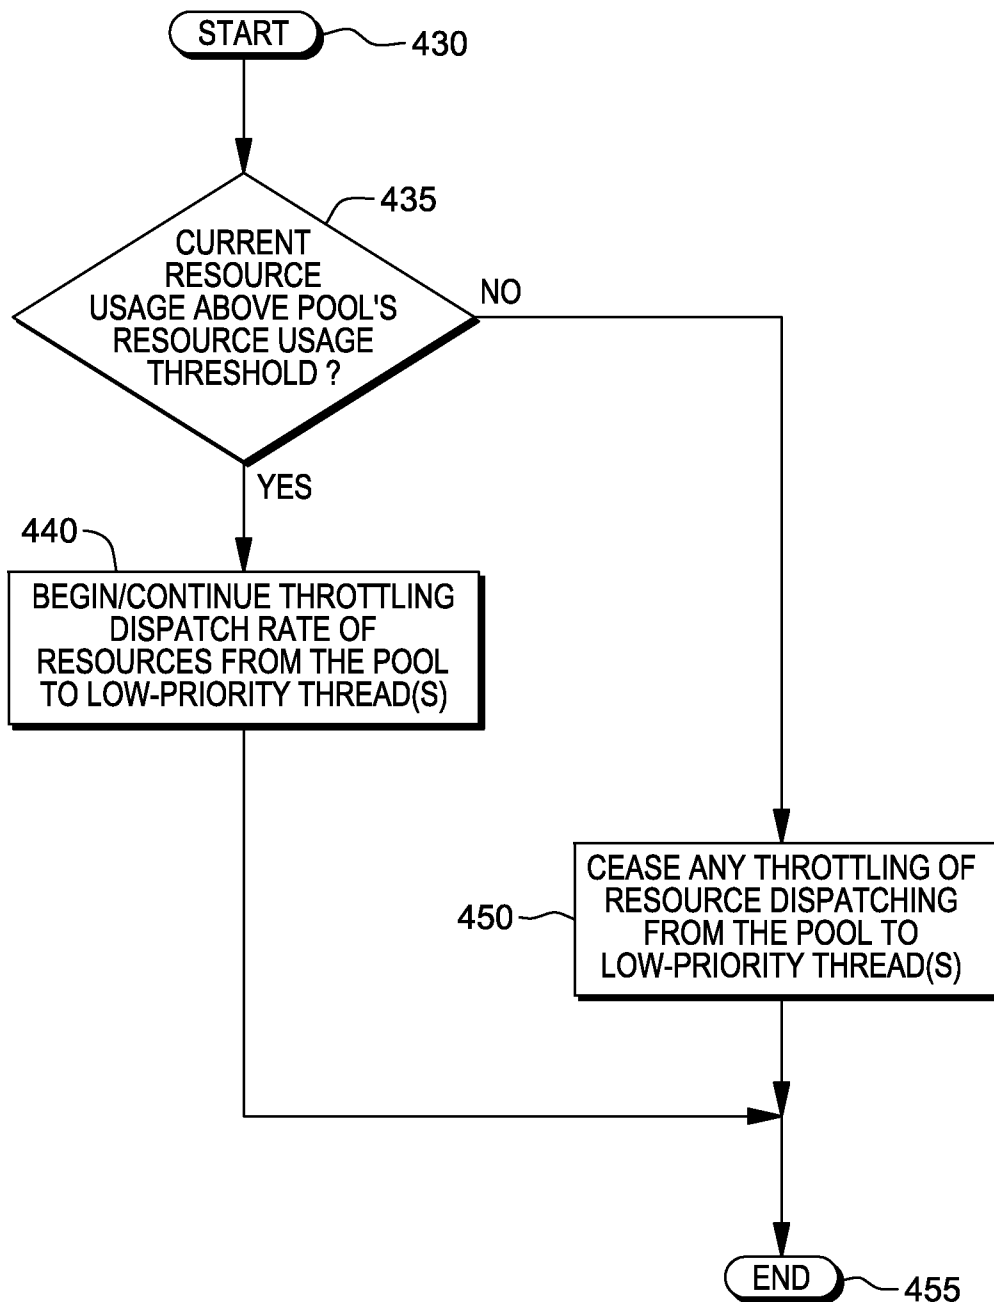 START
430
435
CURRENT
RESOURCE
USAGE ABOVE POOL'S
RESOURCE USAGE
THRESHOLD ?
NO
YES
440
BEGIN/CONTINUE THROTTLING
DISPATCH RATE OF
RESOURCES FROM THE POOL
TO LOW-PRIORITY THREAD(S)
CEASE ANY THROTTLING OF
RESOURCE DISPATCHING
FROM THE POOL TO
LOW-PRIORITY THREAD(S)
450
END
455